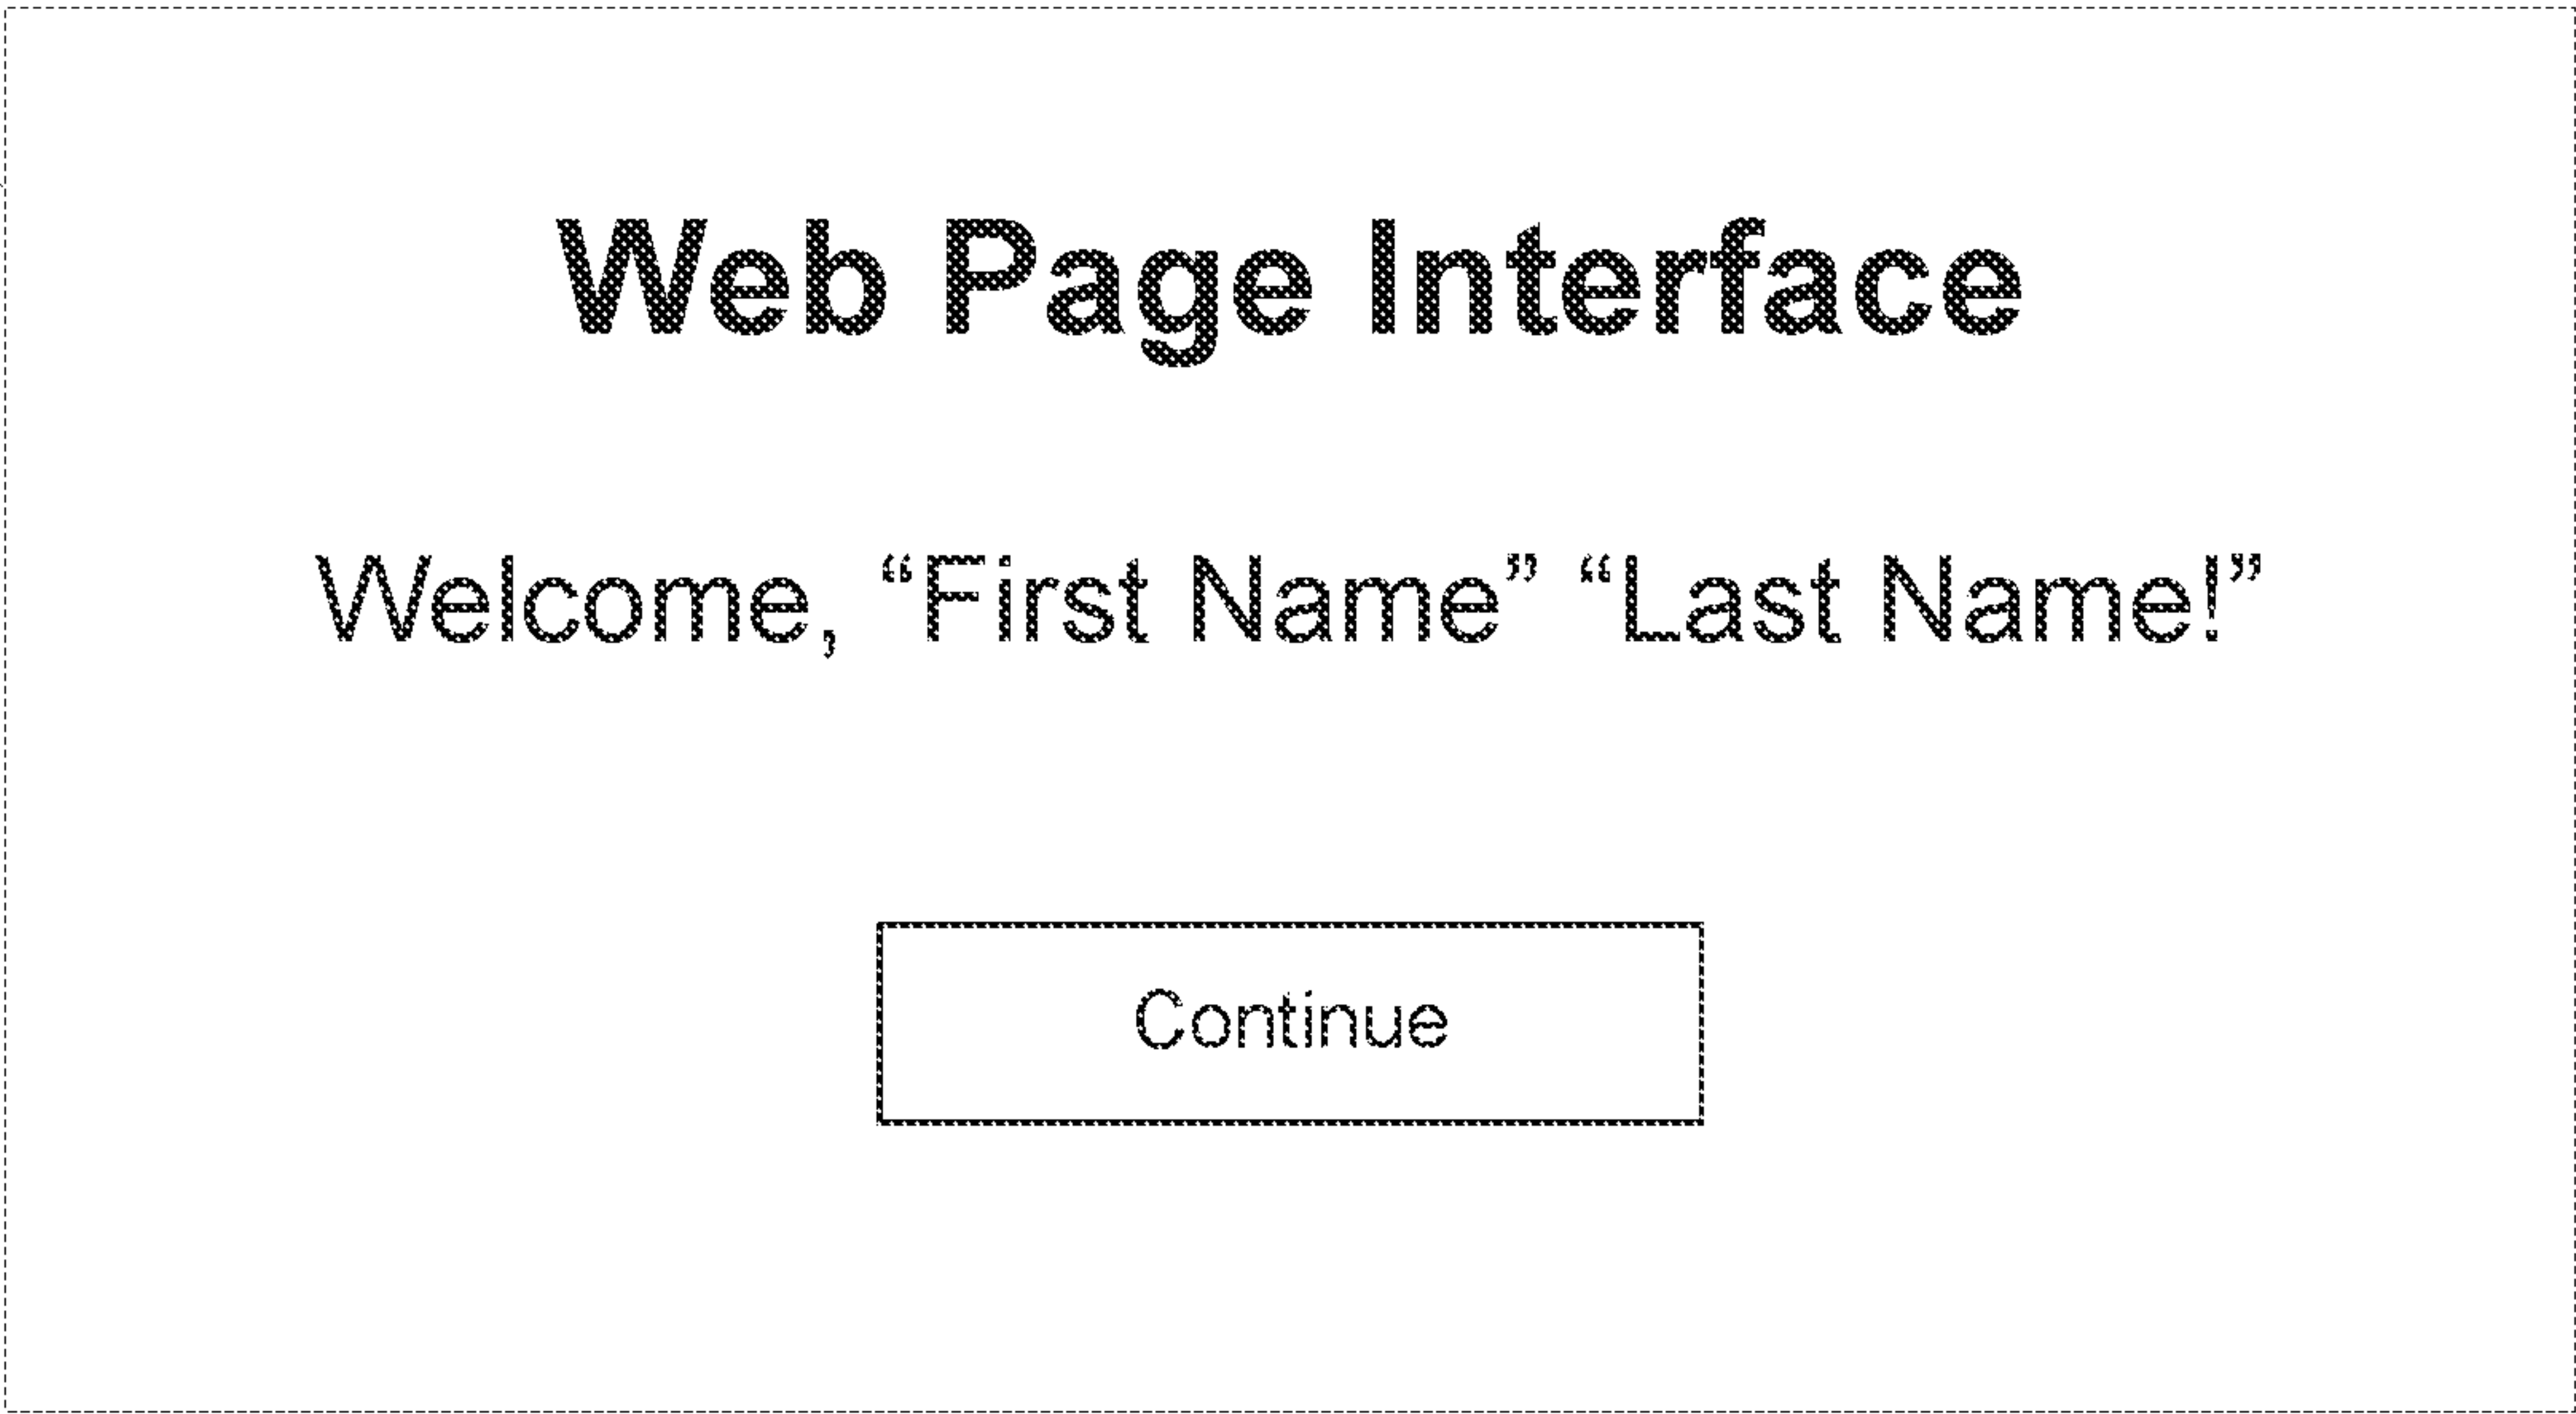 Web Page Interface
Welcome, “First Name” “Last Name!”
Continue